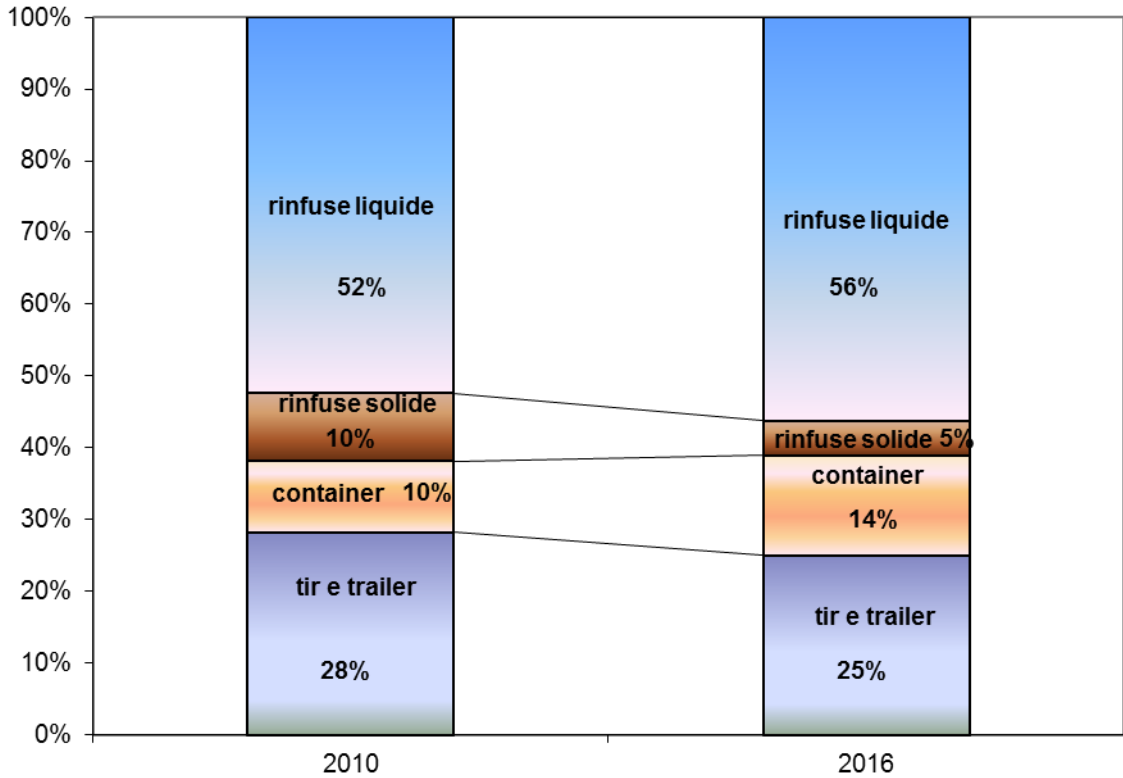 100%
90%
80%
70%
60%
50%
40%
30%
20%
10%
0%
rinfuse liquide
52%
rinfuse solide
10%
container 10%
tir e trailer
28%
rinfuse liquide
56%
rinfuse solide 5%
container
14%
tir e trailer
25%
2010
2016